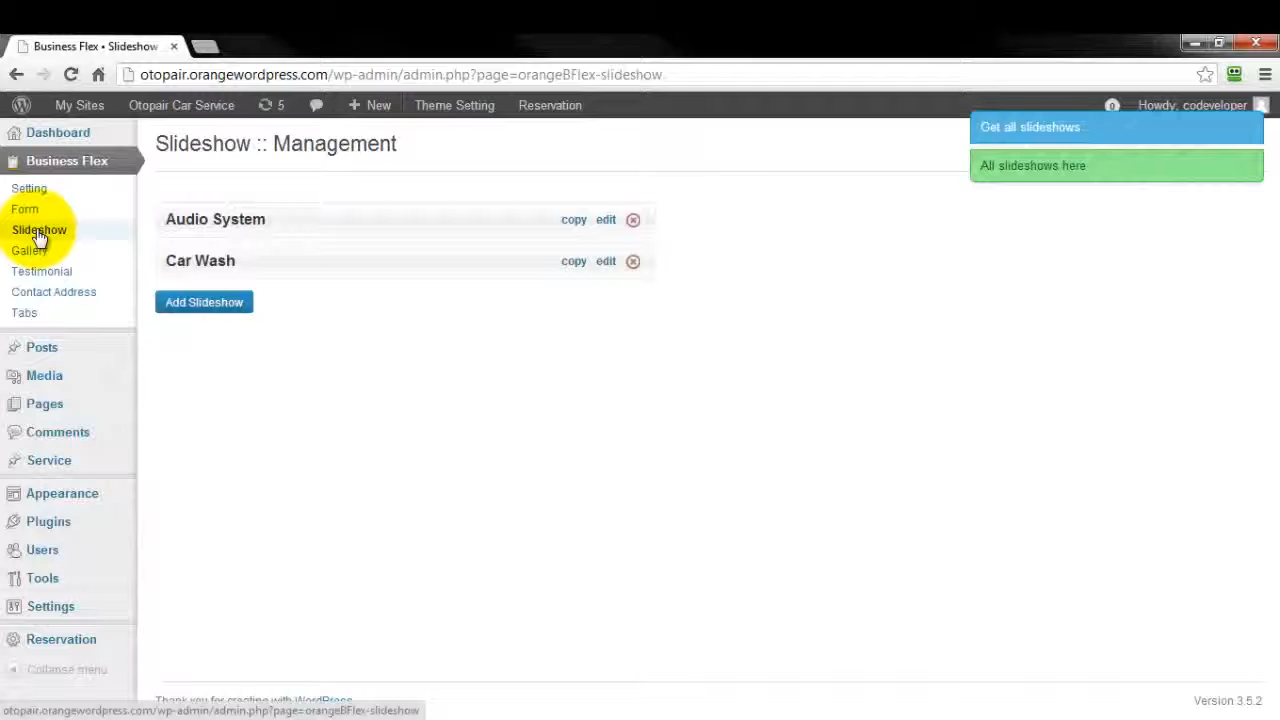 Business Flex • Slideshow
otopair.orangewordpress.com/wp-admin/admin.php?page=orangeBFlex-slideshow
My Sites Otopair Car Service 5 New Theme Setting Reservation 0 Howdy, codeveloper
Dashboard
Business Flex
Setting
Form
Slideshow
Gallery
Testimonial
Contact Address
Tabs
Posts
Media
Pages
Comments
Service
Appearance
Plugins
Users
Tools
Settings
Reservation
Collapse menu
Slideshow :: Management
Get all slideshows
All slideshows here
Audio System copy edit
Car Wash copy edit
Add Slideshow
Thank you for creating with WordPress
Version 3.5.2
otopair.orangewordpress.com/wp-admin/admin.php?page=orangeBFlex-slideshow